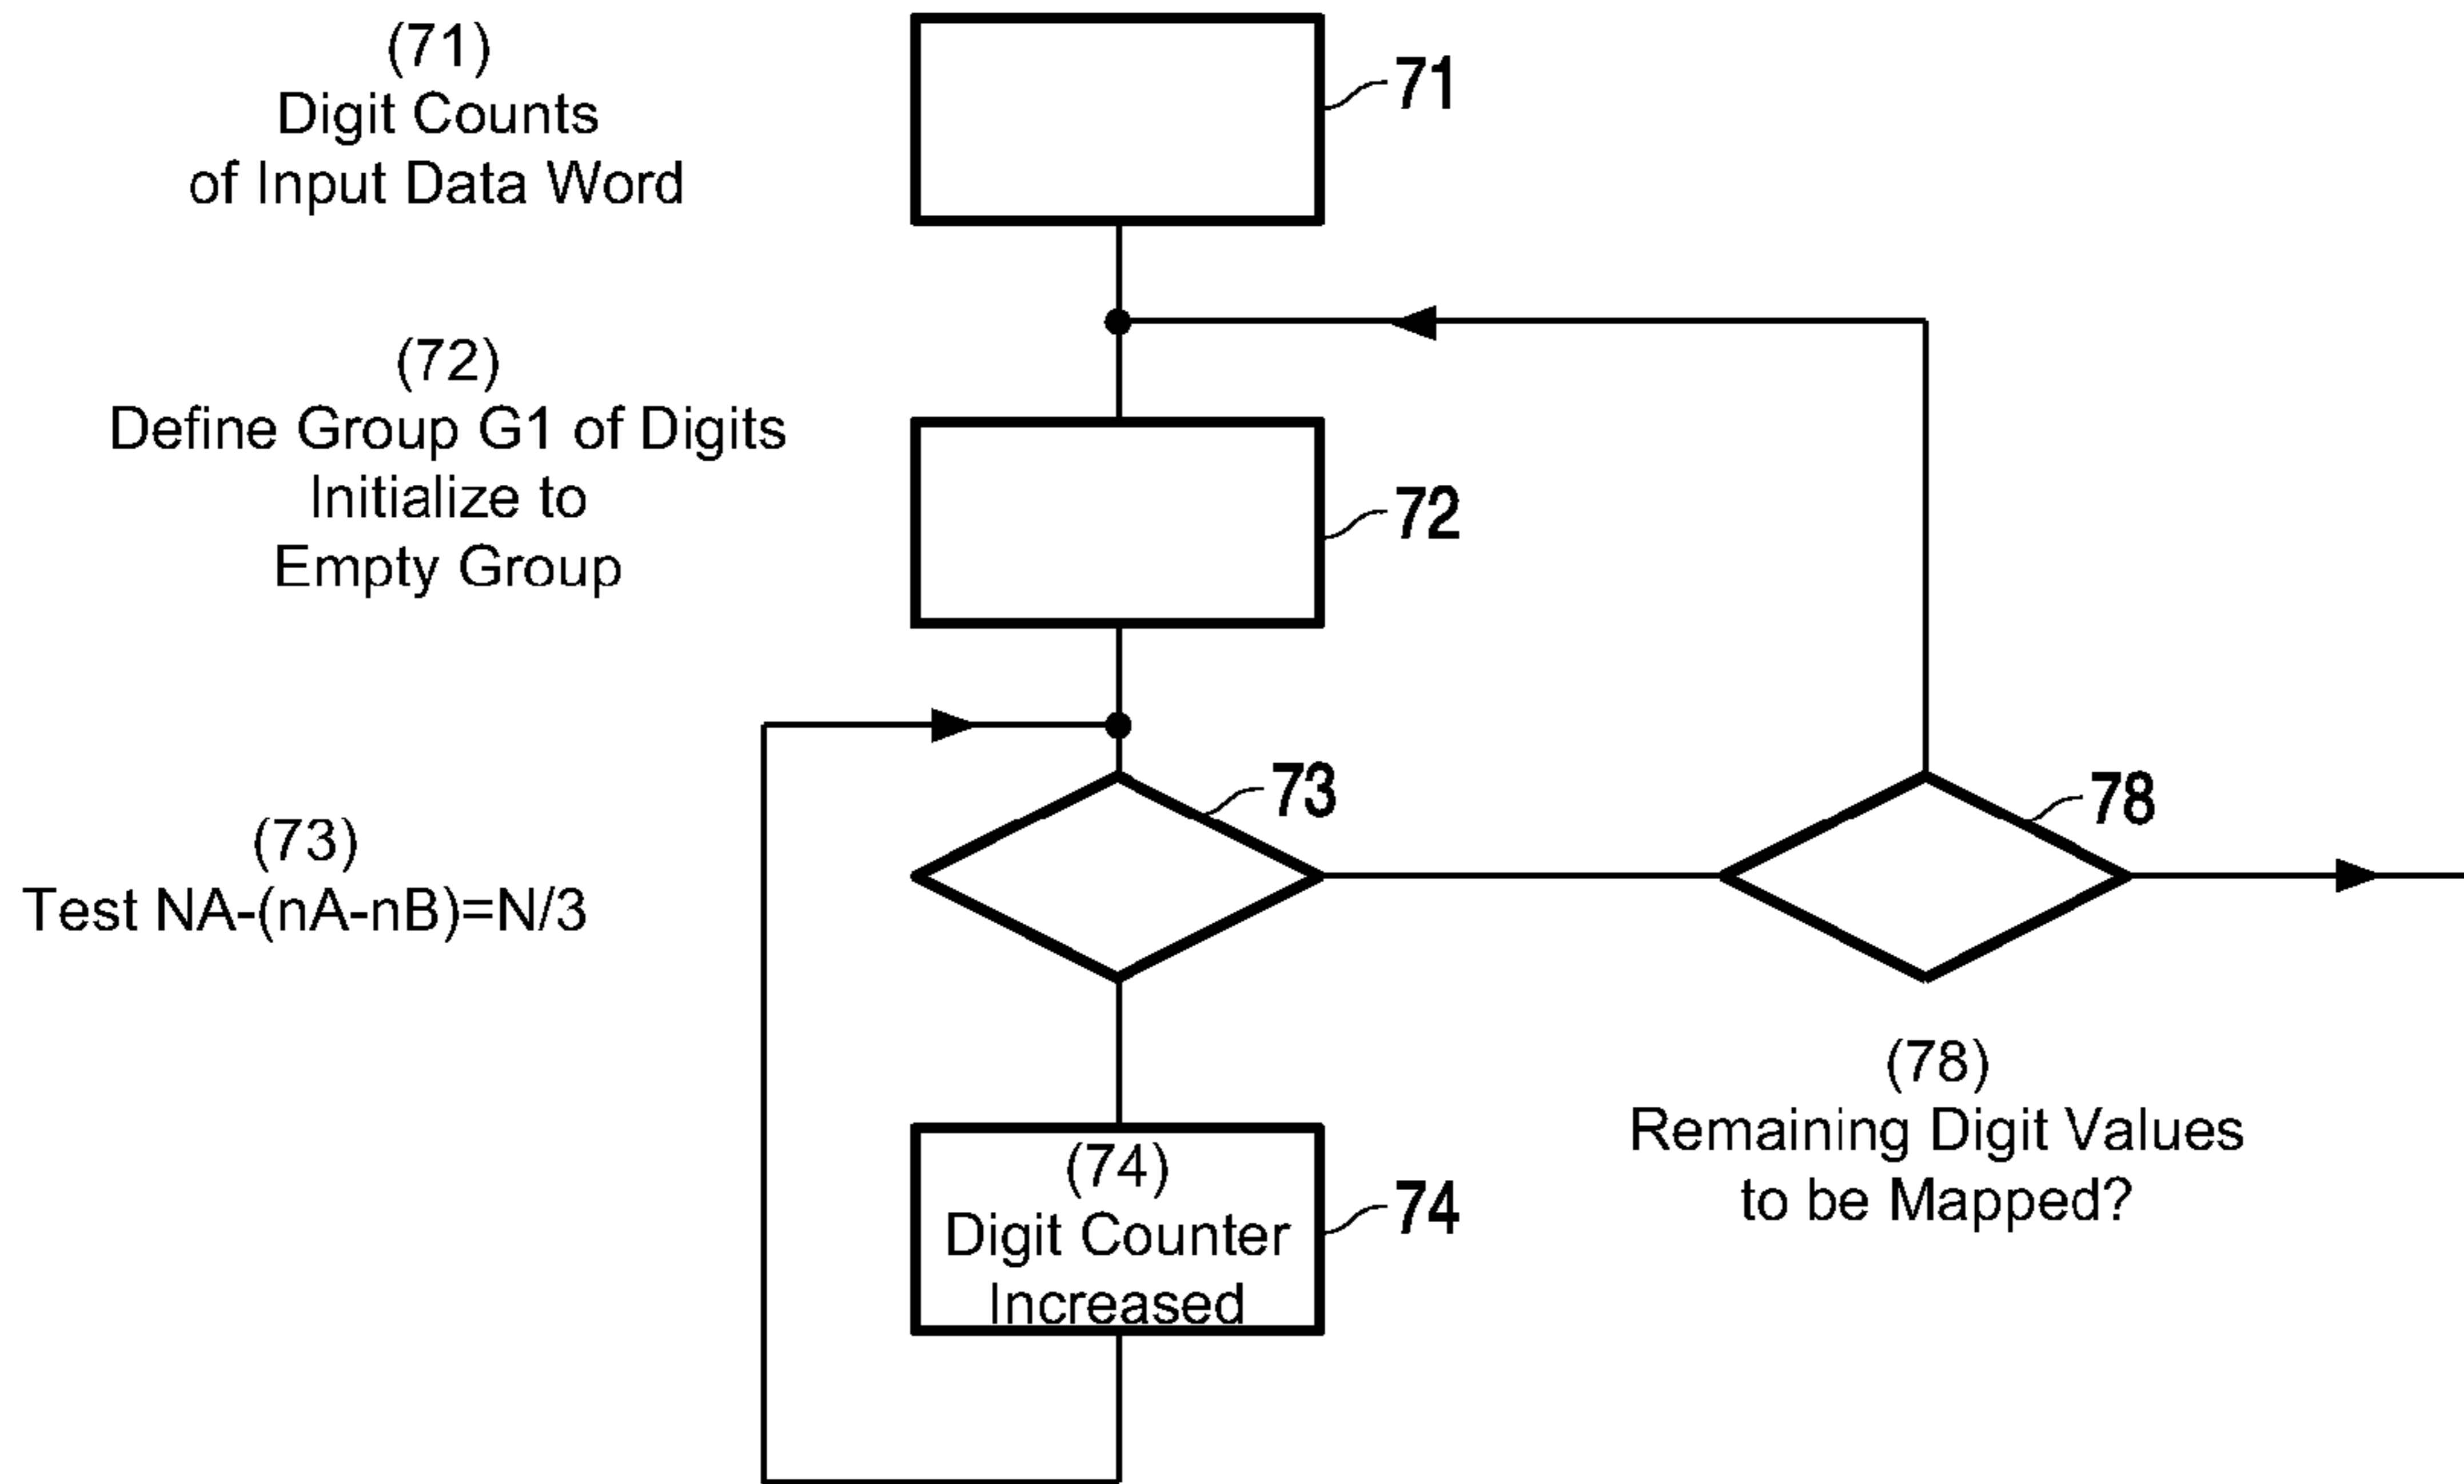 (71)
Digit Counts
of Input Data Word
71
(72)
Define Group G1 of Digits
Initialize to
Empty Group
72
(73)
Test NA-(nA-nB)=N/3
73
78
(74)
Digit Counter
Increased
74
(78)
Remaining Digit Values
to be Mapped?